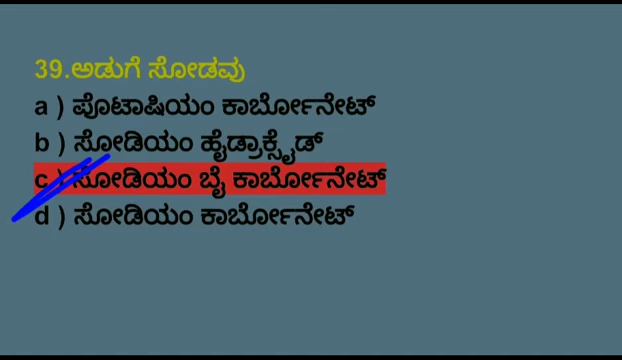 39.ಅಡುಗೆ ಸೋಡವು
a ) ಪೊಟಾಷಿಯಂ ಕಾರ್ಬೋನೇಟ್
b ) ಸೋಡಿಯಂ ಹೈಡ್ರಾಕ್ಸೈಡ್
c ) ಸೋಡಿಯಂ ಬೈ ಕಾರ್ಬೋನೇಟ್
d ) ಸೋಡಿಯಂ ಕಾರ್ಬೋನೇಟ್